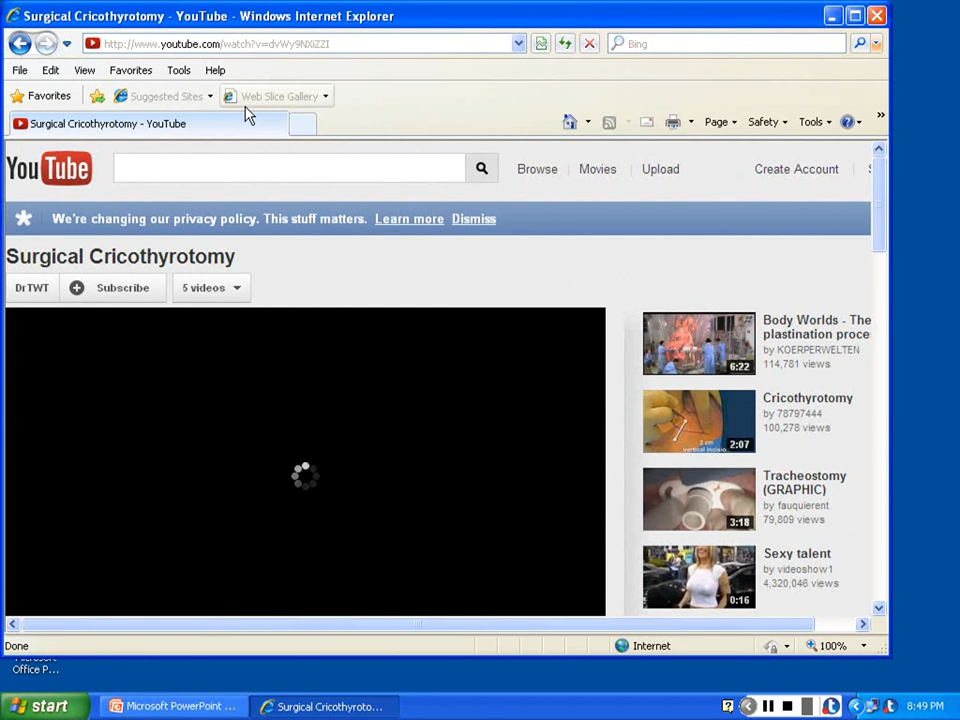 Surgical Cricothyrotomy - YouTube - Windows Internet Explorer
http://www.youtube.com/watch?v=dvWy9NXiZZI
Bing
File Edit View Favorites Tools Help
Favorites Suggested Sites Web Slice Gallery
Surgical Cricothyrotomy - YouTube
Page Safety Tools »
YouTube
Browse Movies Upload Create Account S
We're changing our privacy policy. This stuff matters. Learn more Dismiss
Surgical Cricothyrotomy
DrTWT Subscribe 5 videos
Body Worlds - The
plastination proce
by KOERPERWELTEN
114,781 views
6:22
Cricothyrotomy
by 78797444
100,278 views
2 cm
vertical incision
2:07
Tracheostomy
(GRAPHIC)
by fauquierent
79,809 views
3:18
Sexy talent
by videoshow1
4,320,046 views
0:16
Done Internet 100%
Microsoft
Office P...
start Microsoft PowerPoint ... Surgical Cricothyroto... 8:49 PM